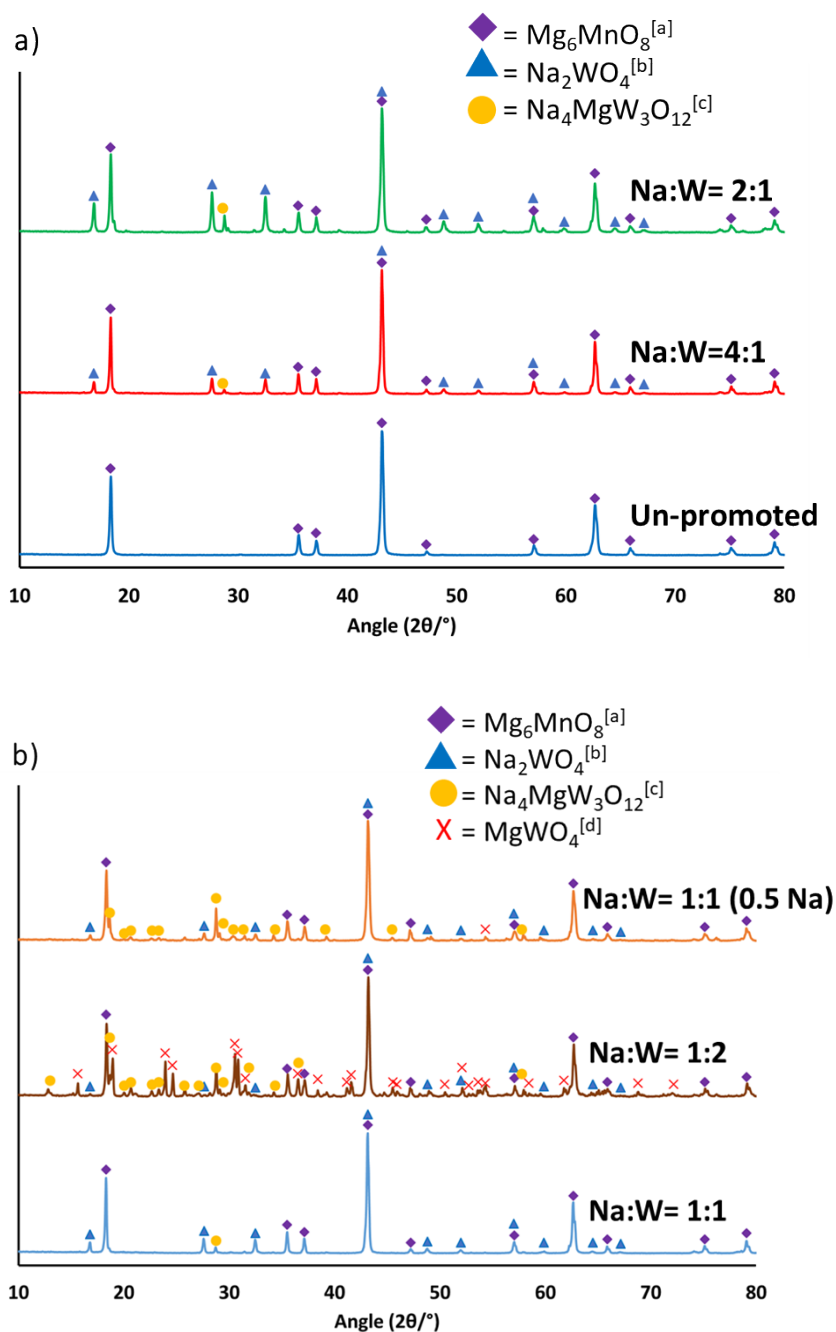 a)
= Mg6MnO8[a]
= Na2WO4[b]
= Na4MgW3O12[c]
Na:W= 2:1
Na:W=4:1
Un-promoted
10 20 30 40 50 60 70 80
Angle (2θ/°)
b)
= Mg6MnO8[a]
= Na2WO4[b]
= Na4MgW3O12[c]
X = MgWO4[d]
Na:W= 1:1 (0.5 Na)
Na:W= 1:2
Na:W= 1:1
10 20 30 40 50 60 70 80
Angle (2θ/°)